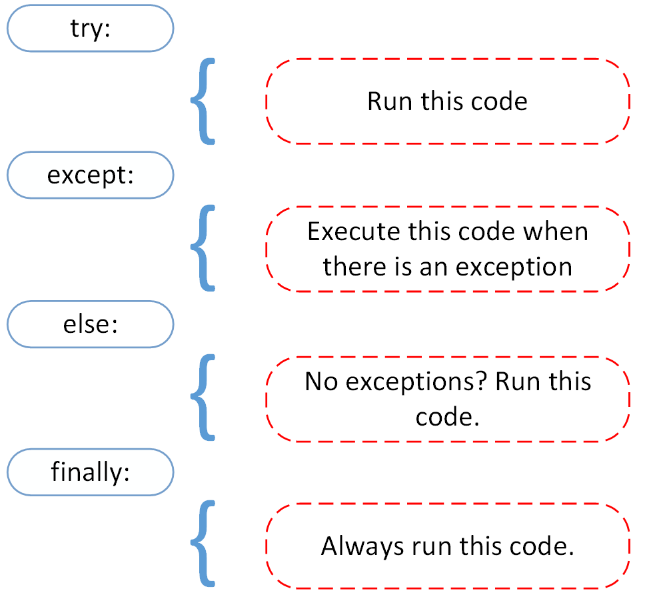 try:
Run this code
except:
Execute this code when
there is an exception
else:
No exceptions? Run this
code.
finally:
Always run this code.